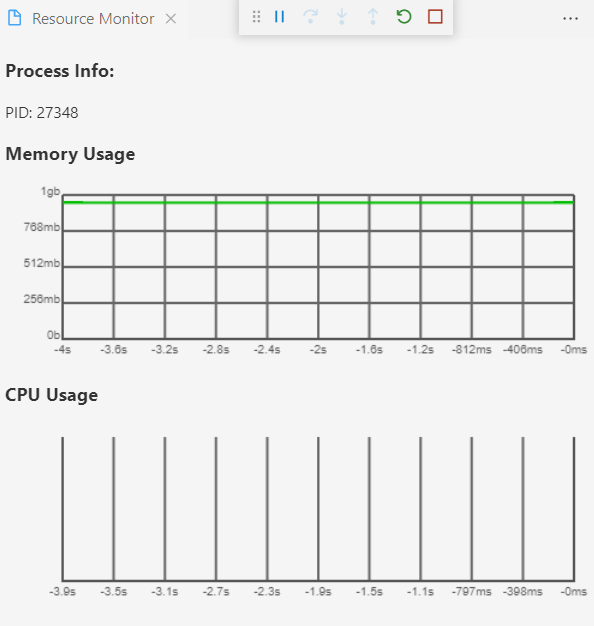 Resource Monitor
Process Info:
PID: 27348
Memory Usage
1gb
768mb
512mb
256mb
0b
-4s -3.6s -3.2s -2.8s -2.4s -2s -1.6s -1.2s -812ms -406ms -0ms
CPU Usage
-3.9s -3.5s -3.1s -2.7s -2.3s -1.9s -1.5s -1.1s -797ms -398ms -0ms